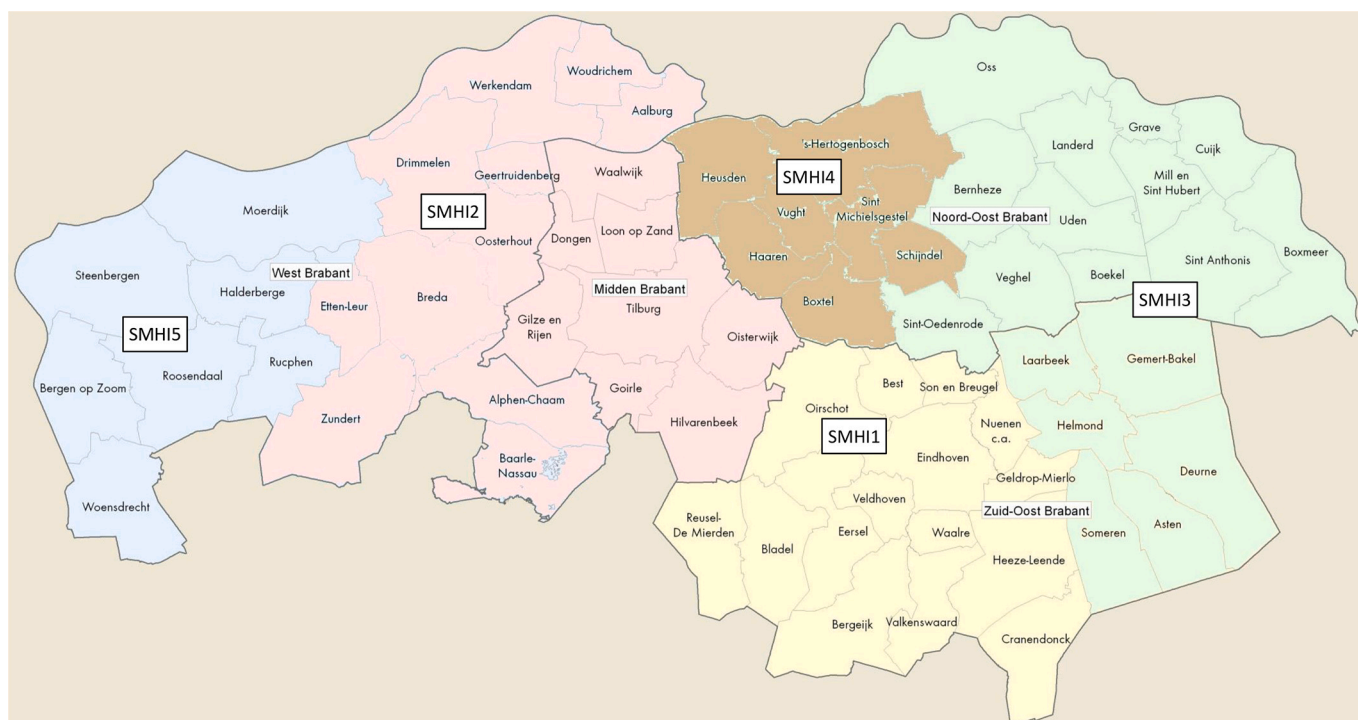 Werkendam
Woudrichem
Aalburg
Drimmelen
Geertruidenberg
SMHI2
Oosterhout
Moerdijk
Steenbergen
Halderberge
West Brabant
Etten-Leur
Breda
SMHI5
Bergen op Zoom
Roosendaal
Rucphen
Zundert
Woensdrecht
Alphen-Chaam
Baarle-
Nassau
Waalwijk
Dongen
Loon op Zand
Midden Brabant
Tilburg
Gilze en
Rijen
Oisterwijk
Goirle
Hilvarenbeek
's-Hertogenbosch
Heusden
SMHI4
Vught
Sint
Michielsgestel
Haaren
Schijndel
Boxtel
Oss
Grave
Landerd
Cuijk
Mill en
Sint Hubert
Bernheze
Noord-Oost Brabant
Uden
Veghel
Boekel
Sint Anthonis
Boxmeer
SMHI3
Sint-Oedenrode
Laarbeek
Gemert-Bakel
Helmond
Deurne
Asten
Someren
Best
Son en Breugel
Oirschot
Nuenen
c.a.
SMHI1
Eindhoven
Geldrop-Mierlo
Veldhoven
Zuid-Oost Brabant
Reusel-
De Mierden
Bladel
Eersel
Waalre
Heeze-Leende
Bergeijk
Valkenswaard
Cranendonck